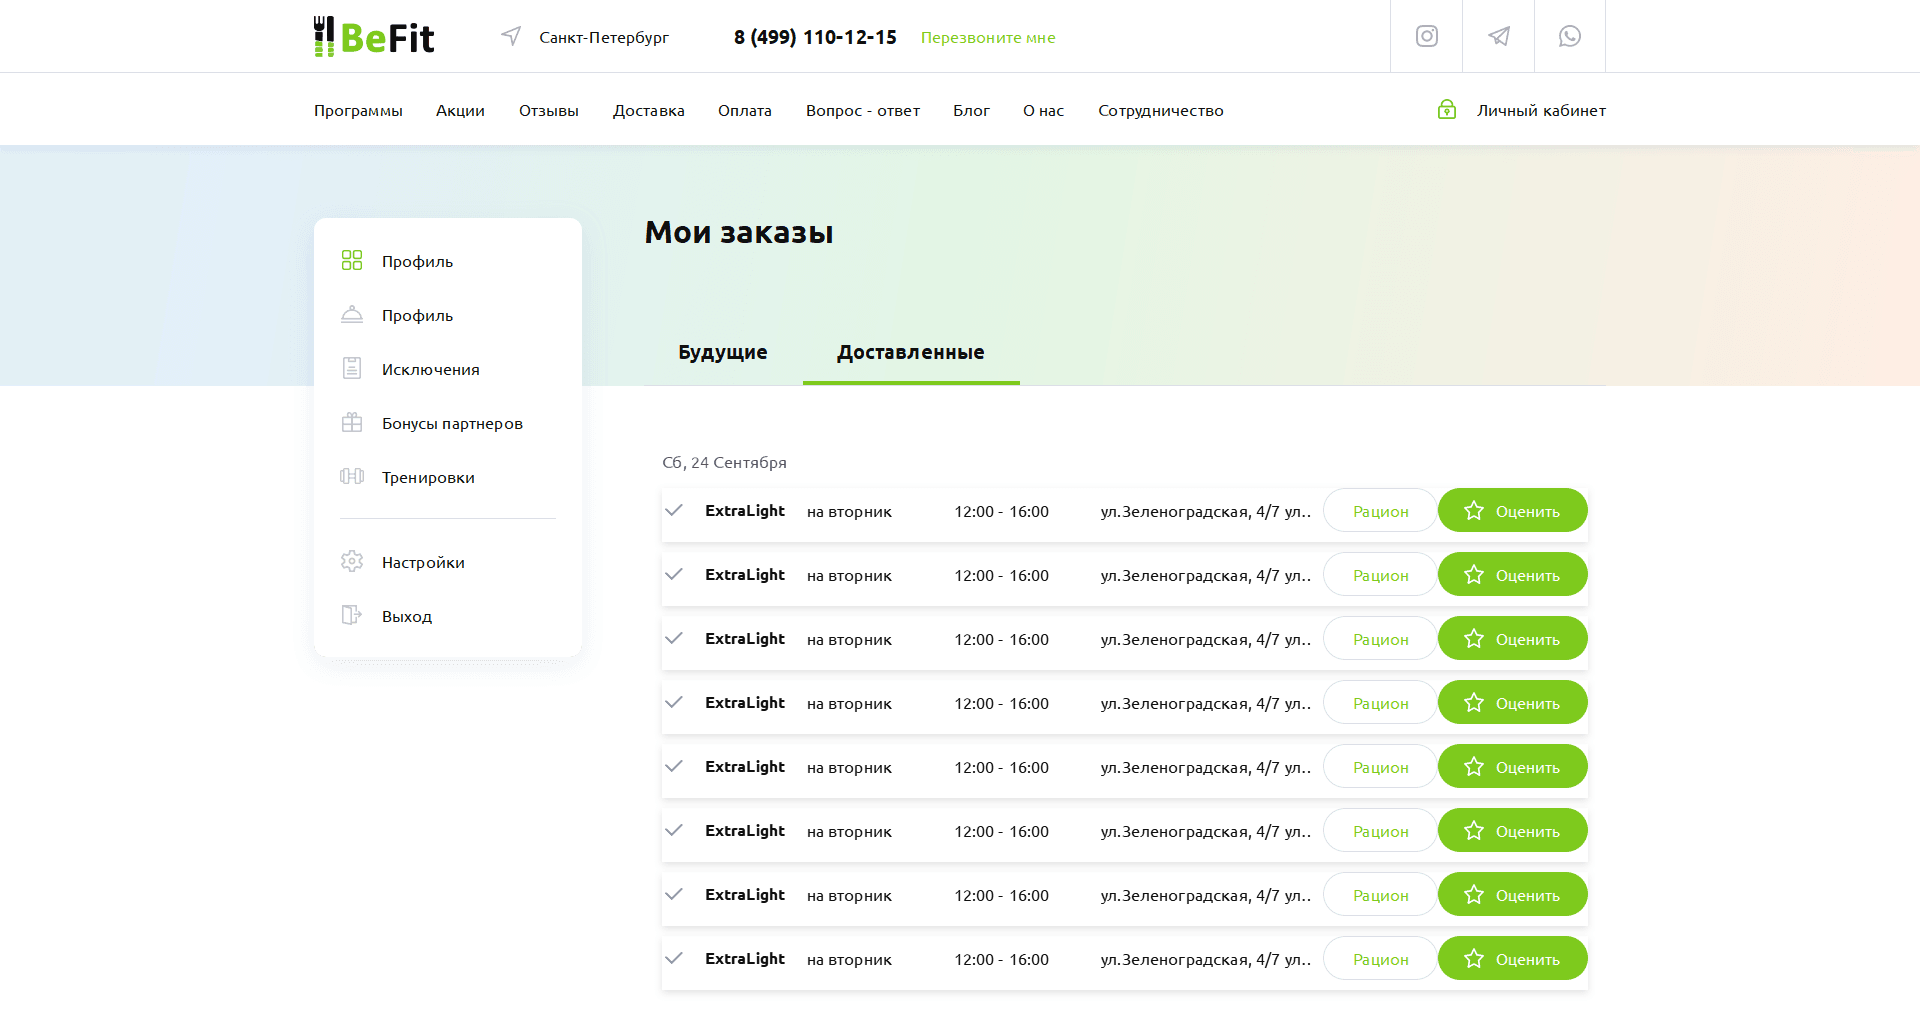 BeFit
Санкт-Петербург
8 (499) 110-12-15
Перезвоните мне
Программы Акции Отзывы Доставка Оплата Вопрос - ответ Блог О нас Сотрудничество
Личный кабинет
Профиль
Профиль
Исключения
Бонусы партнеров
Тренировки
Настройки
Выход
Мои заказы
Будущие Доставленные
Сб, 24 Сентября
ExtraLight на вторник 12:00 - 16:00 ул.Зеленоградская, 4/7 ул.. Рацион Оценить
ExtraLight на вторник 12:00 - 16:00 ул.Зеленоградская, 4/7 ул.. Рацион Оценить
ExtraLight на вторник 12:00 - 16:00 ул.Зеленоградская, 4/7 ул.. Рацион Оценить
ExtraLight на вторник 12:00 - 16:00 ул.Зеленоградская, 4/7 ул.. Рацион Оценить
ExtraLight на вторник 12:00 - 16:00 ул.Зеленоградская, 4/7 ул.. Рацион Оценить
ExtraLight на вторник 12:00 - 16:00 ул.Зеленоградская, 4/7 ул.. Рацион Оценить
ExtraLight на вторник 12:00 - 16:00 ул.Зеленоградская, 4/7 ул.. Рацион Оценить
ExtraLight на вторник 12:00 - 16:00 ул.Зеленоградская, 4/7 ул.. Рацион Оценить